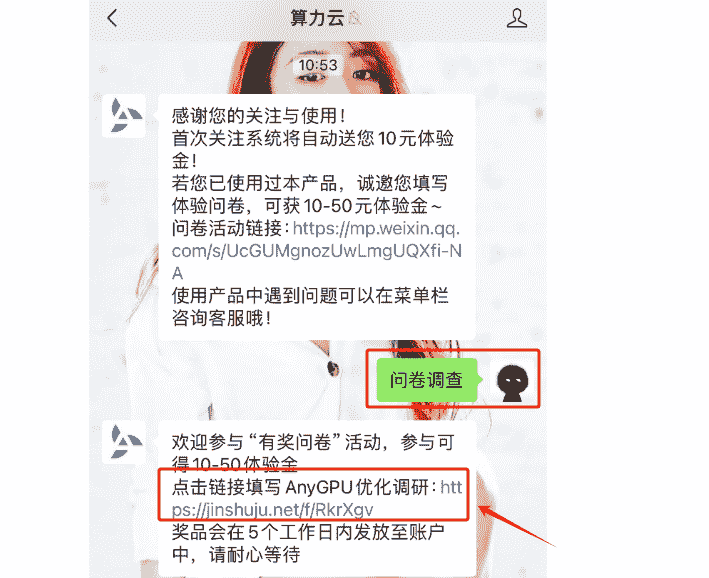 算力云
10:53
感谢您的关注与使用！
首次关注系统将自动送您10元体验
金！
若您已使用过本产品，诚邀您填写
体验问卷，可获10-50元体验金~
问卷活动链接：https://mp.weixin.qq.
com/s/UcGUMgnozUwLmgUQXfi-N
A
使用产品中遇到问题可以在菜单栏
咨询客服哦！
问卷调查
欢迎参与“有奖问卷”活动，参与可
得10-50体验金
点击链接填写AnyGPU优化调研：htt
ps://jinshuju.net/f/RkrXgv
奖品会在5个工作日内发放至账户
中，请耐心等待